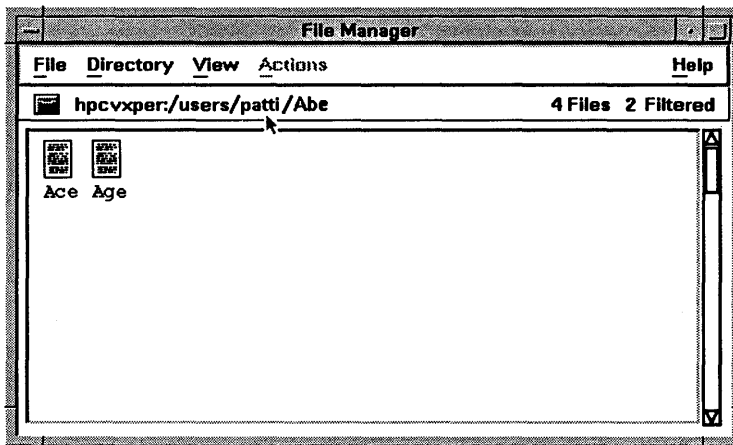 File Manager
File Directory View Actions Help
hpcvxper:/users/patti/Abe 4 Files 2 Filtered
Ace Age